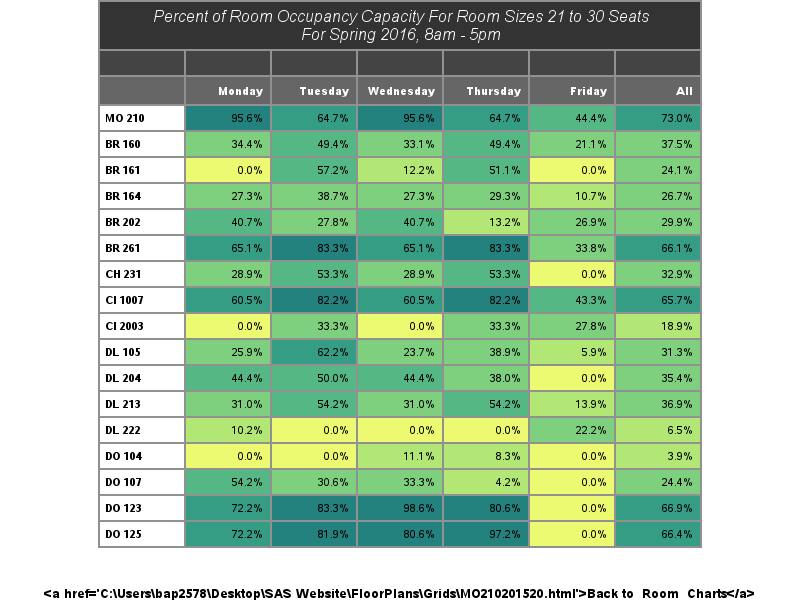 Percent of Room Occupancy Capacity For Room Sizes 21 to 30 Seats
For Spring 2016, 8am - 5pm
Monday Tuesday Wednesday Thursday Friday All
MO 210 95.6% 64.7% 95.6% 64.7% 44.4% 73.0%
BR 160 34.4% 49.4% 33.1% 49.4% 21.1% 37.5%
BR 161 0.0% 57.2% 12.2% 51.1% 0.0% 24.1%
BR 164 27.3% 38.7% 27.3% 29.3% 10.7% 26.7%
BR 202 40.7% 27.8% 40.7% 13.2% 26.9% 29.9%
BR 261 65.1% 83.3% 65.1% 83.3% 33.8% 66.1%
CH 231 28.9% 53.3% 28.9% 53.3% 0.0% 32.9%
CI 1007 60.5% 82.2% 60.5% 82.2% 43.3% 65.7%
CI 2003 0.0% 33.3% 0.0% 33.3% 27.8% 18.9%
DL 105 25.9% 62.2% 23.7% 38.9% 5.9% 31.3%
DL 204 44.4% 50.0% 44.4% 38.0% 0.0% 35.4%
DL 213 31.0% 54.2% 31.0% 54.2% 13.9% 36.9%
DL 222 10.2% 0.0% 0.0% 0.0% 22.2% 6.5%
DO 104 0.0% 0.0% 11.1% 8.3% 0.0% 3.9%
DO 107 54.2% 30.6% 33.3% 4.2% 0.0% 24.4%
DO 123 72.2% 83.3% 98.6% 80.6% 0.0% 66.9%
DO 125 72.2% 81.9% 80.6% 97.2% 0.0% 66.4%
<a href='C:\Users\bap2578\Desktop\SAS Website\FloorPlans\Grids\MO210201520.html'>Back to Room Charts</a>